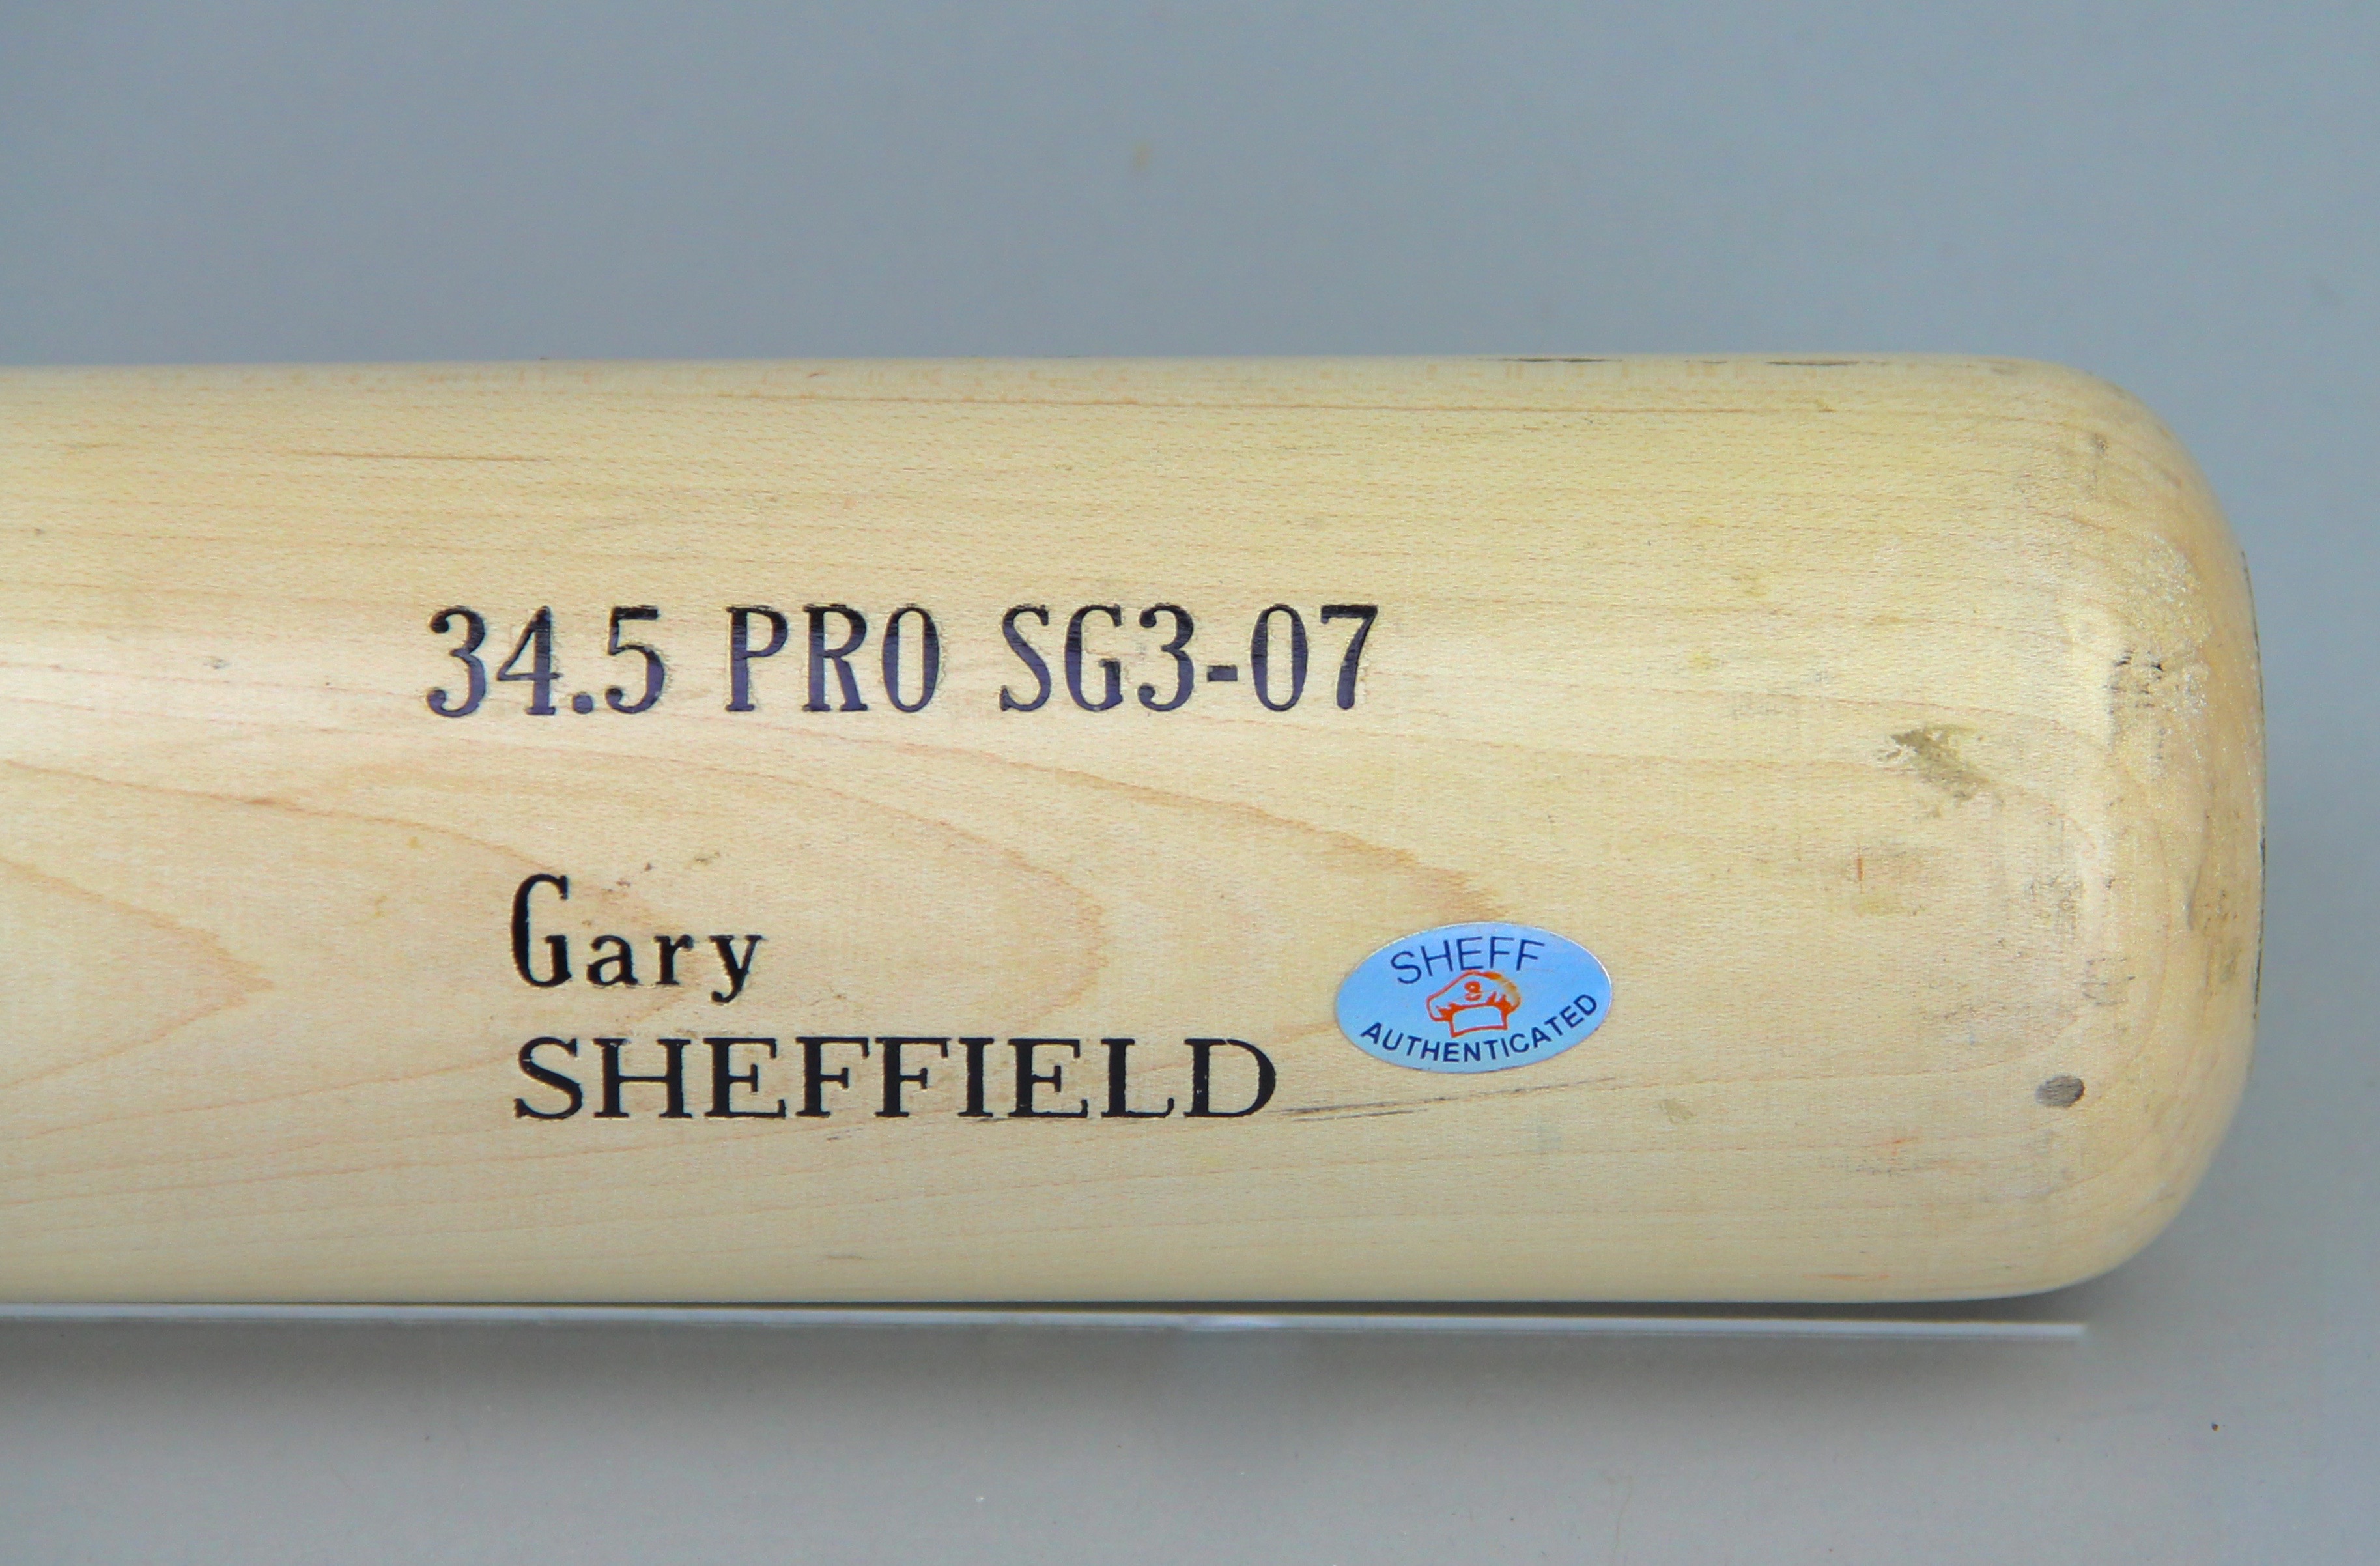 34.5 PRO SG3-07
Gary
SHEFFIELD
SHEFF
AUTHENTICATED